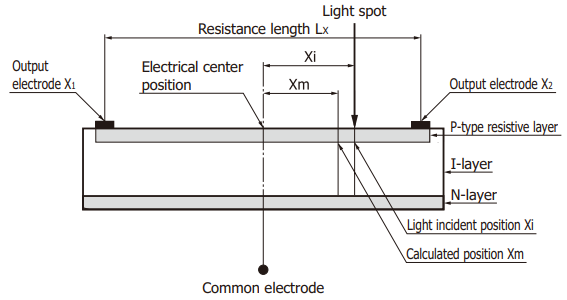 Light spot
Resistance length Lx
Xi
Output
electrode X1
Electrical center
position
Xm
Output electrode X2
P-type resistive layer
I-layer
N-layer
Light incident position Xi
Calculated position Xm
Common electrode